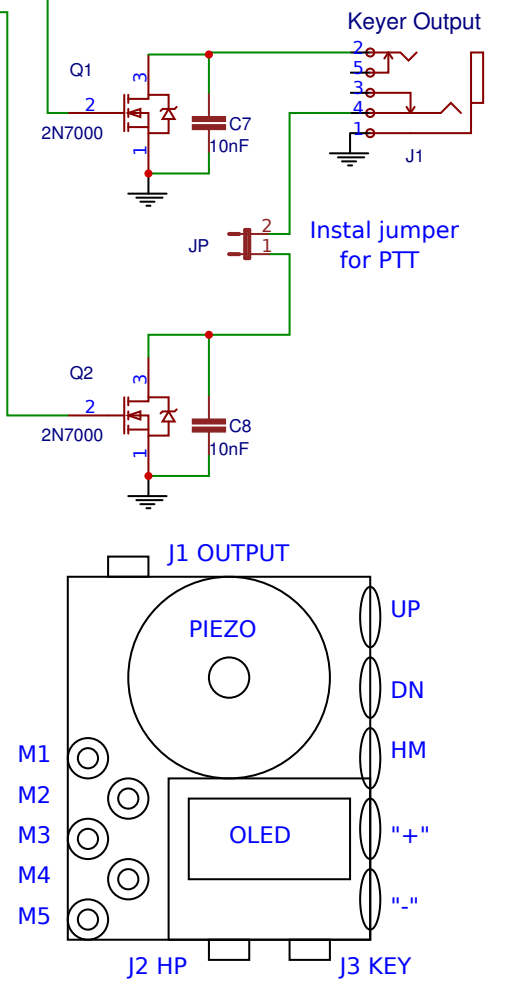 Keyer Output
2
5
3
4
1
J1
Q1
3
2
2N7000
1
C7
10nF
JP
2
1
Instal jumper
for PTT
Q2
3
2
2N7000
1
C8
10nF
J1 OUTPUT
PIEZO
UP
DN
HM
M1
M2
M3
OLED
"+"
M4
M5
"-"
J2 HP
J3 KEY